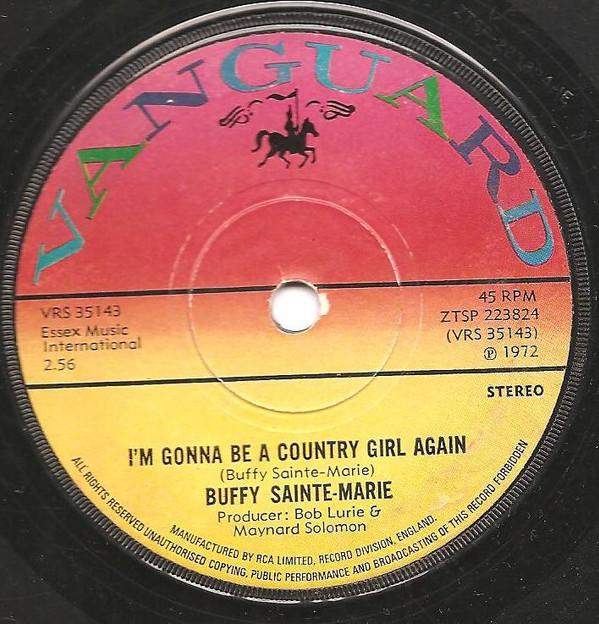 VANGUARD
VRS 35143
Essex Music
International
2.56
45 RPM
ZTSP 223824
(VRS 35143)
Ⓟ 1972
STEREO
I'M GONNA BE A COUNTRY GIRL AGAIN
(Buffy Sainte-Marie)
BUFFY SAINTE-MARIE
Producer: Bob Lurie &
Maynard Solomon
MANUFACTURED BY RCA LIMITED, RECORD DIVISION, ENGLAND.
ALL RIGHTS RESERVED UNAUTHORISED COPYING, PUBLIC PERFORMANCE AND BROADCASTING OF THIS RECORD FORBIDDEN